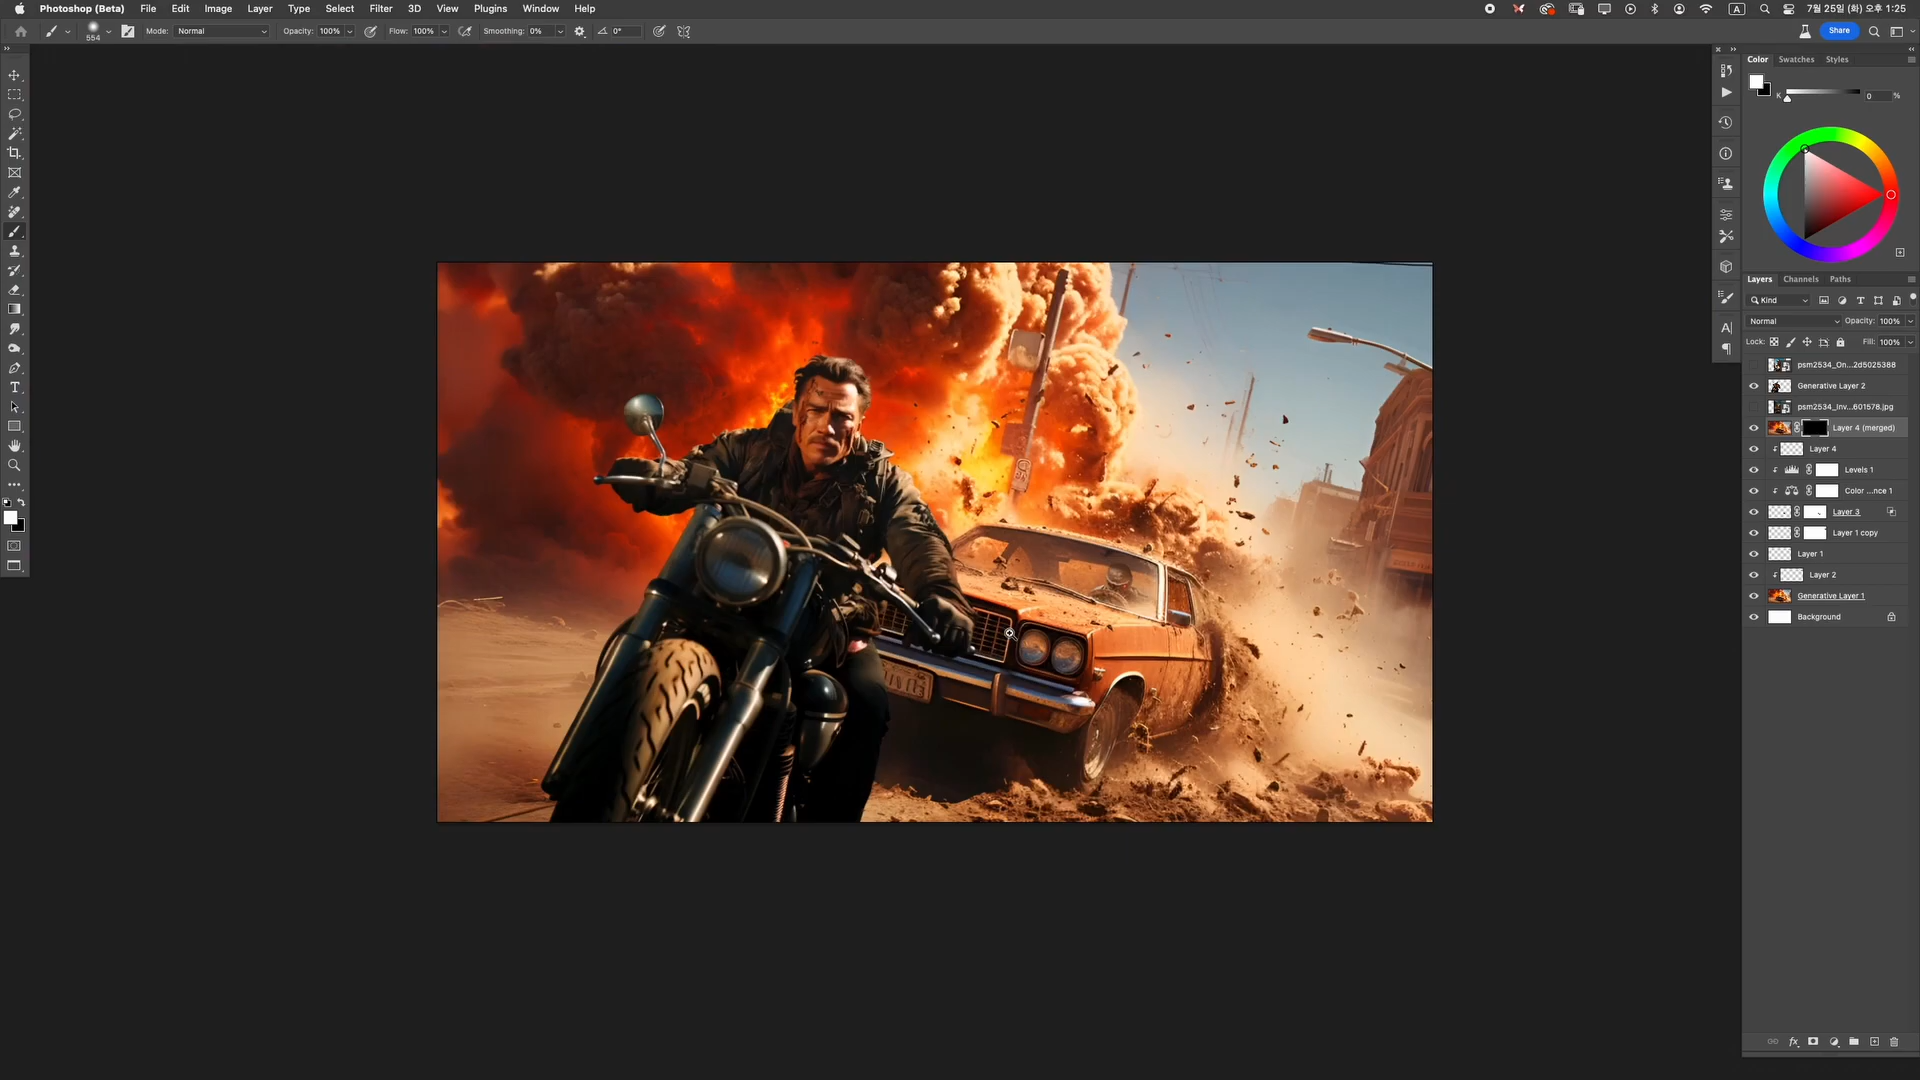 Photoshop (Beta) File Edit Image Layer Type Select Filter 3D View Plugins Window Help
A 7월 25일 (화) 오후 1:25
554 Mode: Normal Opacity: 100% Flow: 100% Smoothing: 0% 0° Share
Color Swatches Styles
K 0 %
Layers Channels Paths
Kind
Normal Opacity: 100%
Lock: Fill: 100%
psm2534_On...2d5025388
Generative Layer 2
psm2534_Inv...601578.jpg
Layer 4 (merged)
Layer 4
Levels 1
Color ...nce 1
Layer 3
Layer 1 copy
Layer 1
Layer 2
Generative Layer 1
Background